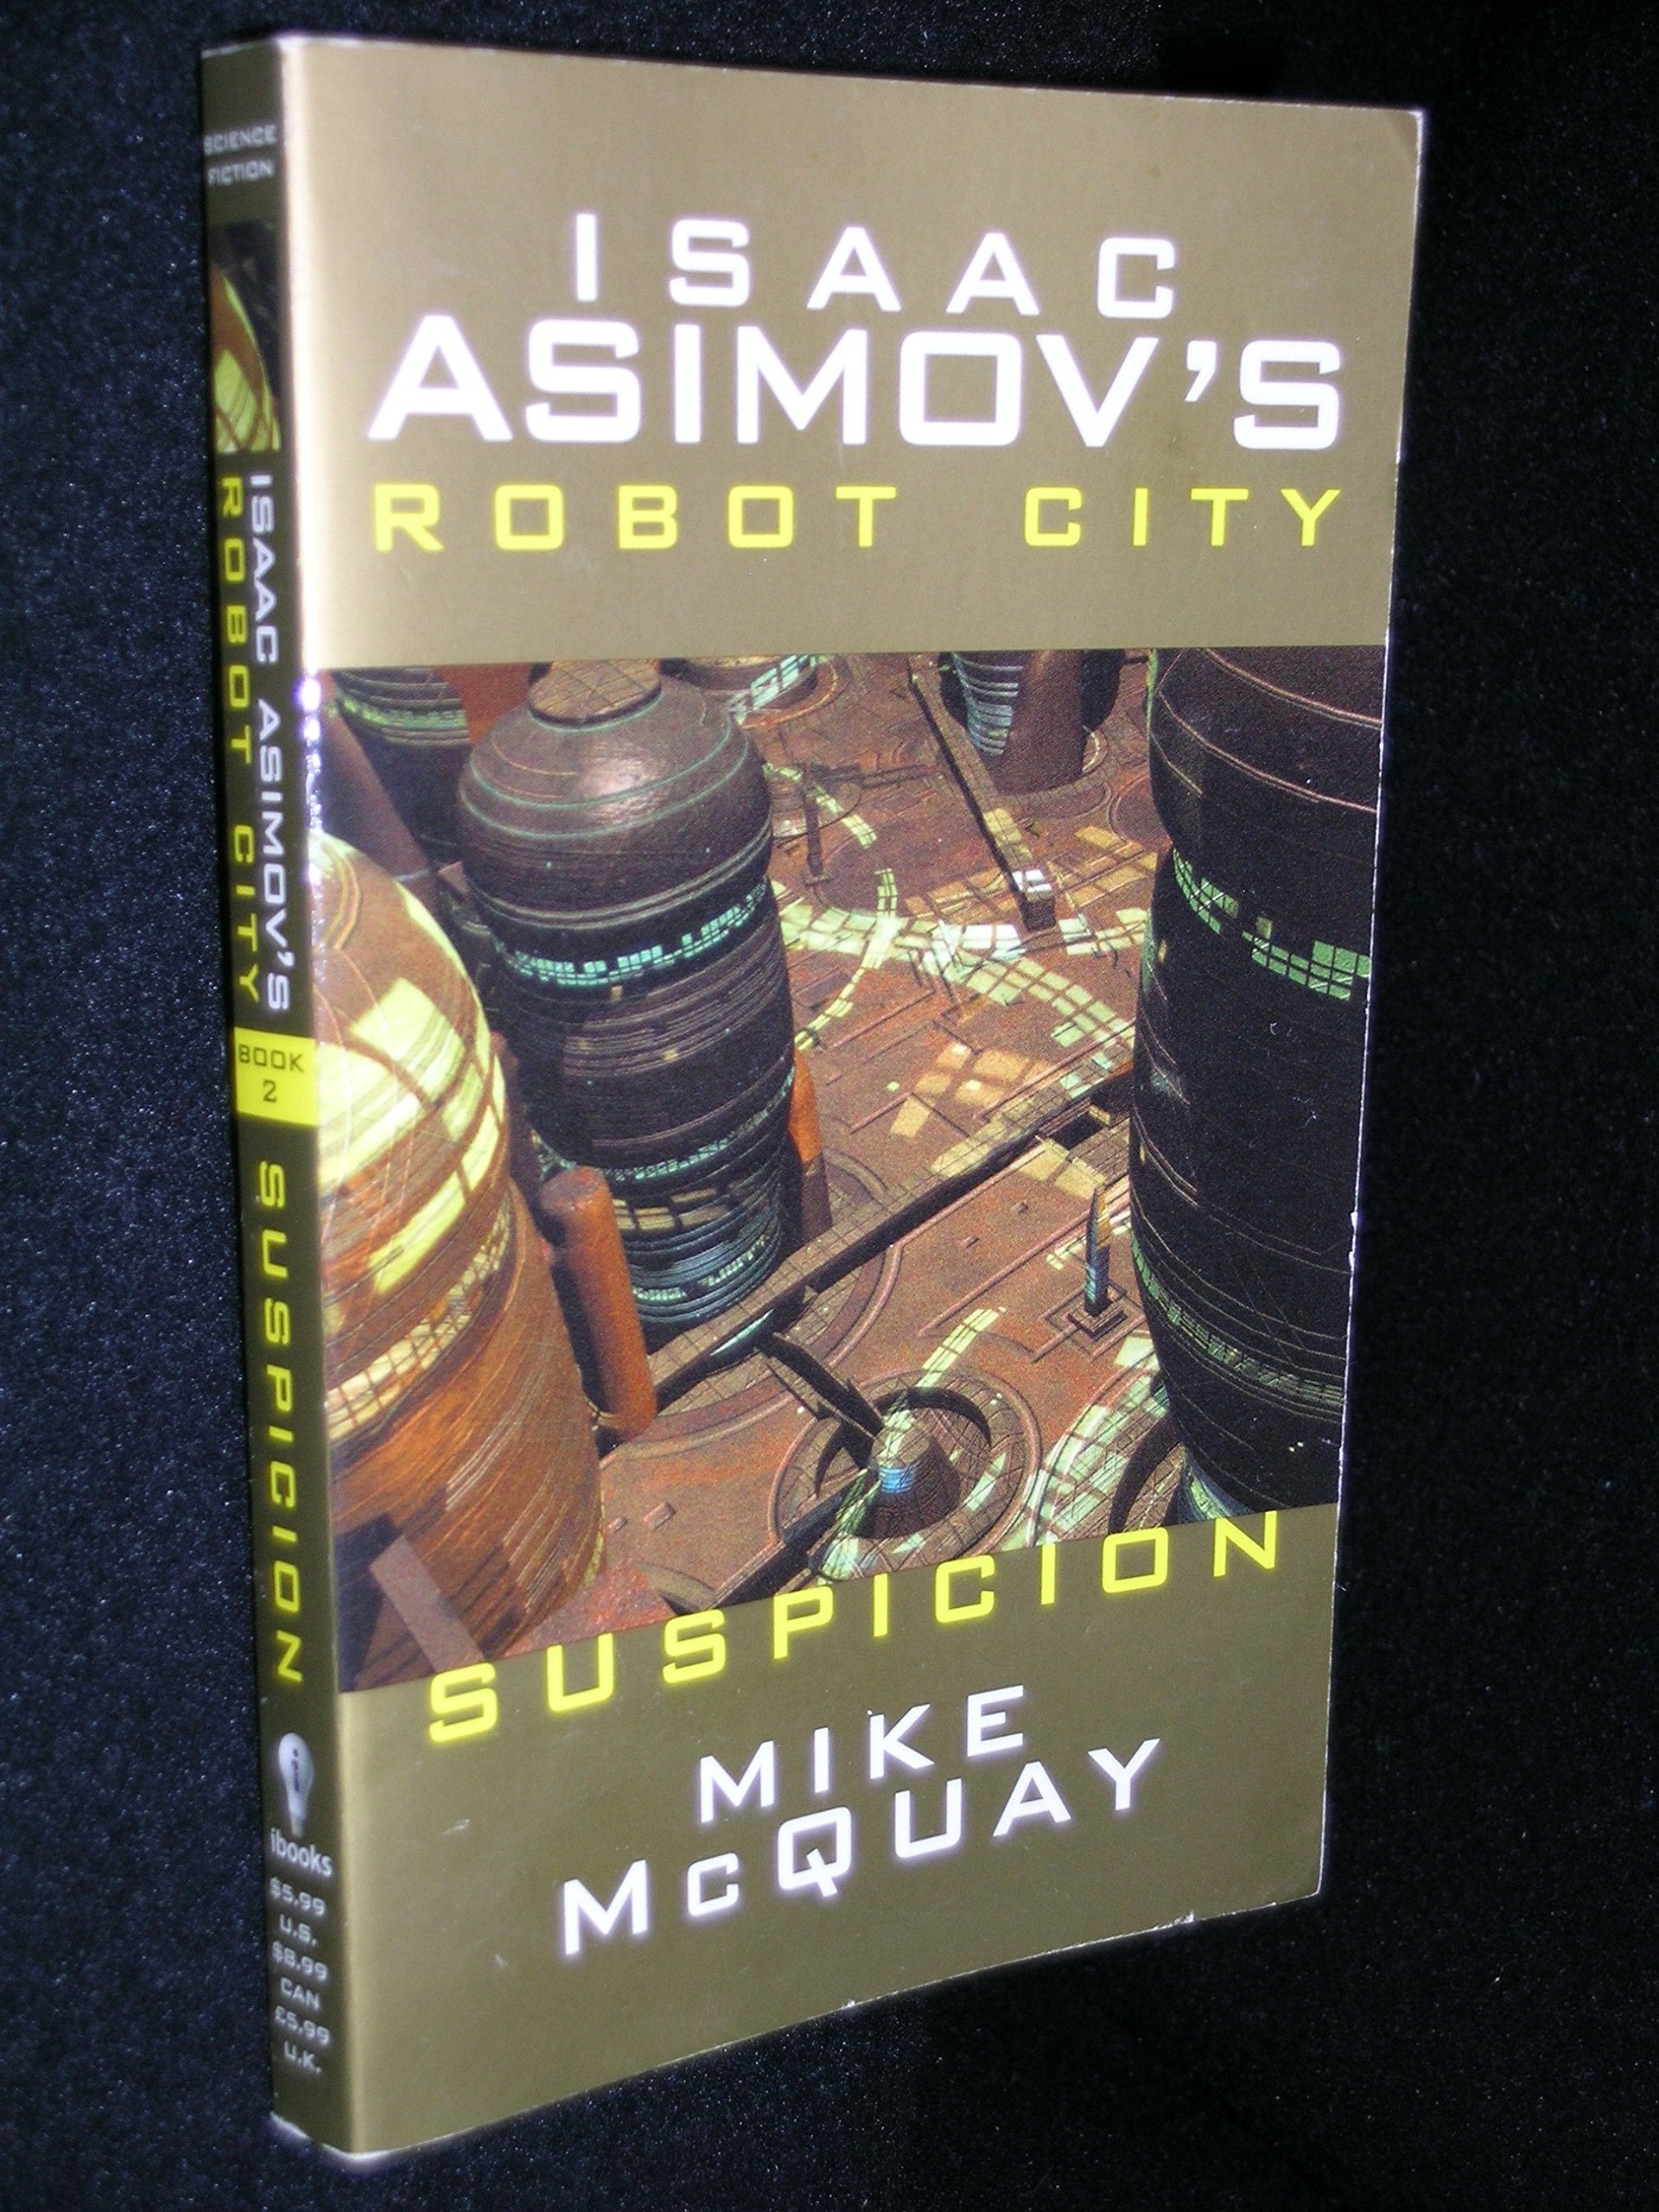 SCIENCE
FICTION
ISAAC ASIMOV'S
ROBOT CITY
BOOK
2
SUSPICION
ibooks
$5.99
U.S.
$8.99
CAN
£5.99
U.K.
ISAAC
ASIMOV'S
ROBOT CITY
SUSPICION
MIKE
McQUAY